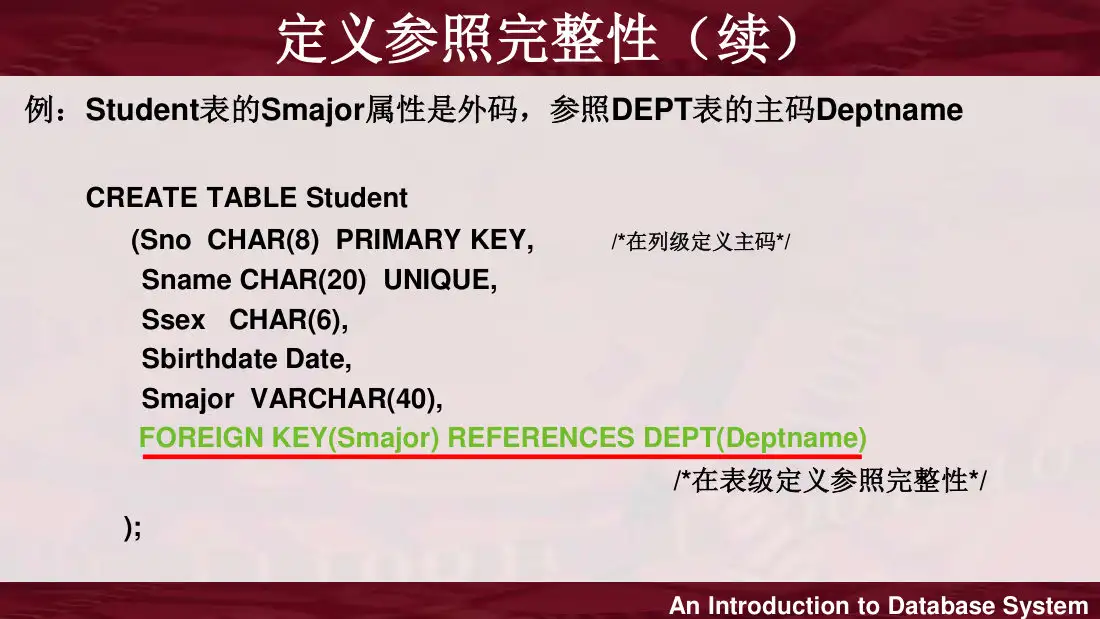 定义参照完整性（续）
例：Student表的Smajor属性是外码，参照DEPT表的主码Deptname
CREATE TABLE Student
(Sno CHAR(8) PRIMARY KEY, /*在列级定义主码*/
Sname CHAR(20) UNIQUE,
Ssex CHAR(6),
Sbirthdate Date,
Smajor VARCHAR(40),
FOREIGN KEY(Smajor) REFERENCES DEPT(Deptname)
/*在表级定义参照完整性*/
);
An Introduction to Database System